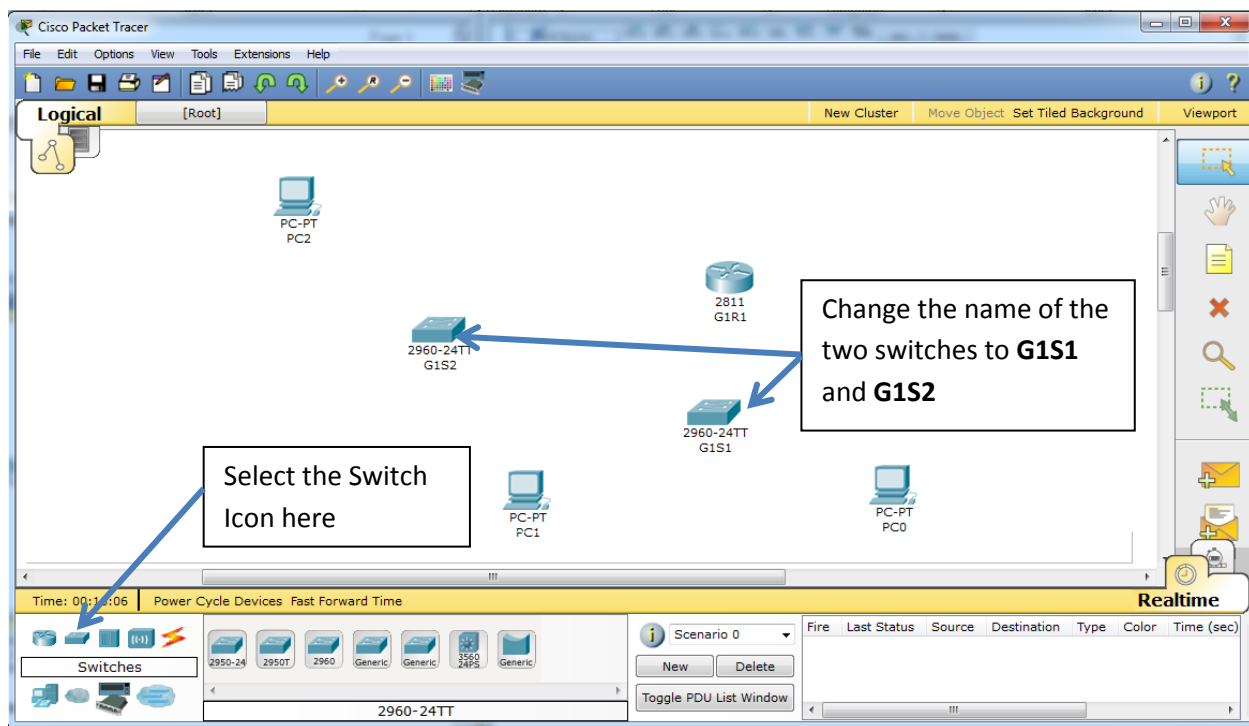 Cisco Packet Tracer
File Edit Options View Tools Extensions Help
Logical
[Root]
New Cluster
Move Object
Set Tiled Background
Viewport
PC-PT
PC2
2811
G1R1
2960-24TT
G1S2
Change the name of the
two switches to G1S1
and G1S2
2960-24TT
G1S1
Select the Switch
Icon here
PC-PT
PC1
PC-PT
PC0
Time: Power Cycle Devices Fast Forward Time
Realtime
Switches
2950-24
2950T
2960
Generic
Generic
3560
24PS
Generic
2960-24TT
Scenario 0
New
Delete
Toggle PDU List Window
Fire Last Status Source Destination Type Color Time (sec)